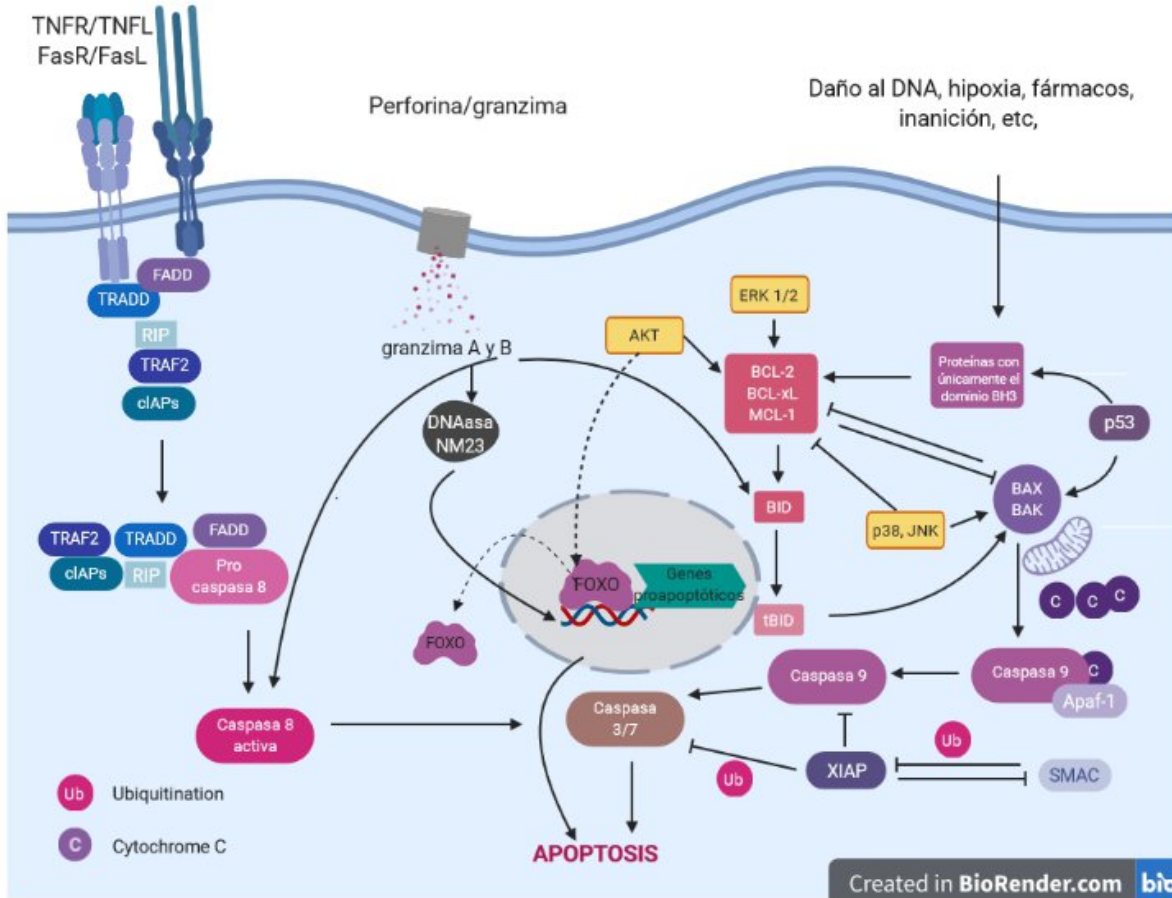 TNFR/TNFL
FasR/FasL
Perforina/granzima
Daño al DNA, hipoxia, fármacos,
inanición, etc,
FADD
TRADD
RIP
TRAF2
cIAPs
granzima A y B
DNAasa
NM23
AKT
ERK 1/2
BCL-2
BCL-xL
MCL-1
Proteínas con
únicamente el
dominio BH3
p53
BAX
BAK
BID
p38, JNK
TRAF2
TRADD
FADD
cIAPs
RIP
Pro
caspasa 8
FOXO
Genes
proapoptóticos
FOXO
tBID
C
C
C
Caspasa 9
Caspasa 9
C
Apaf-1
Caspasa 8
activa
Caspasa
3/7
Ub
XIAP
Ub
SMAC
Ub
Ubiquitination
C
Cytochrome C
APOPTOSIS
Created in BioRender.com
bio